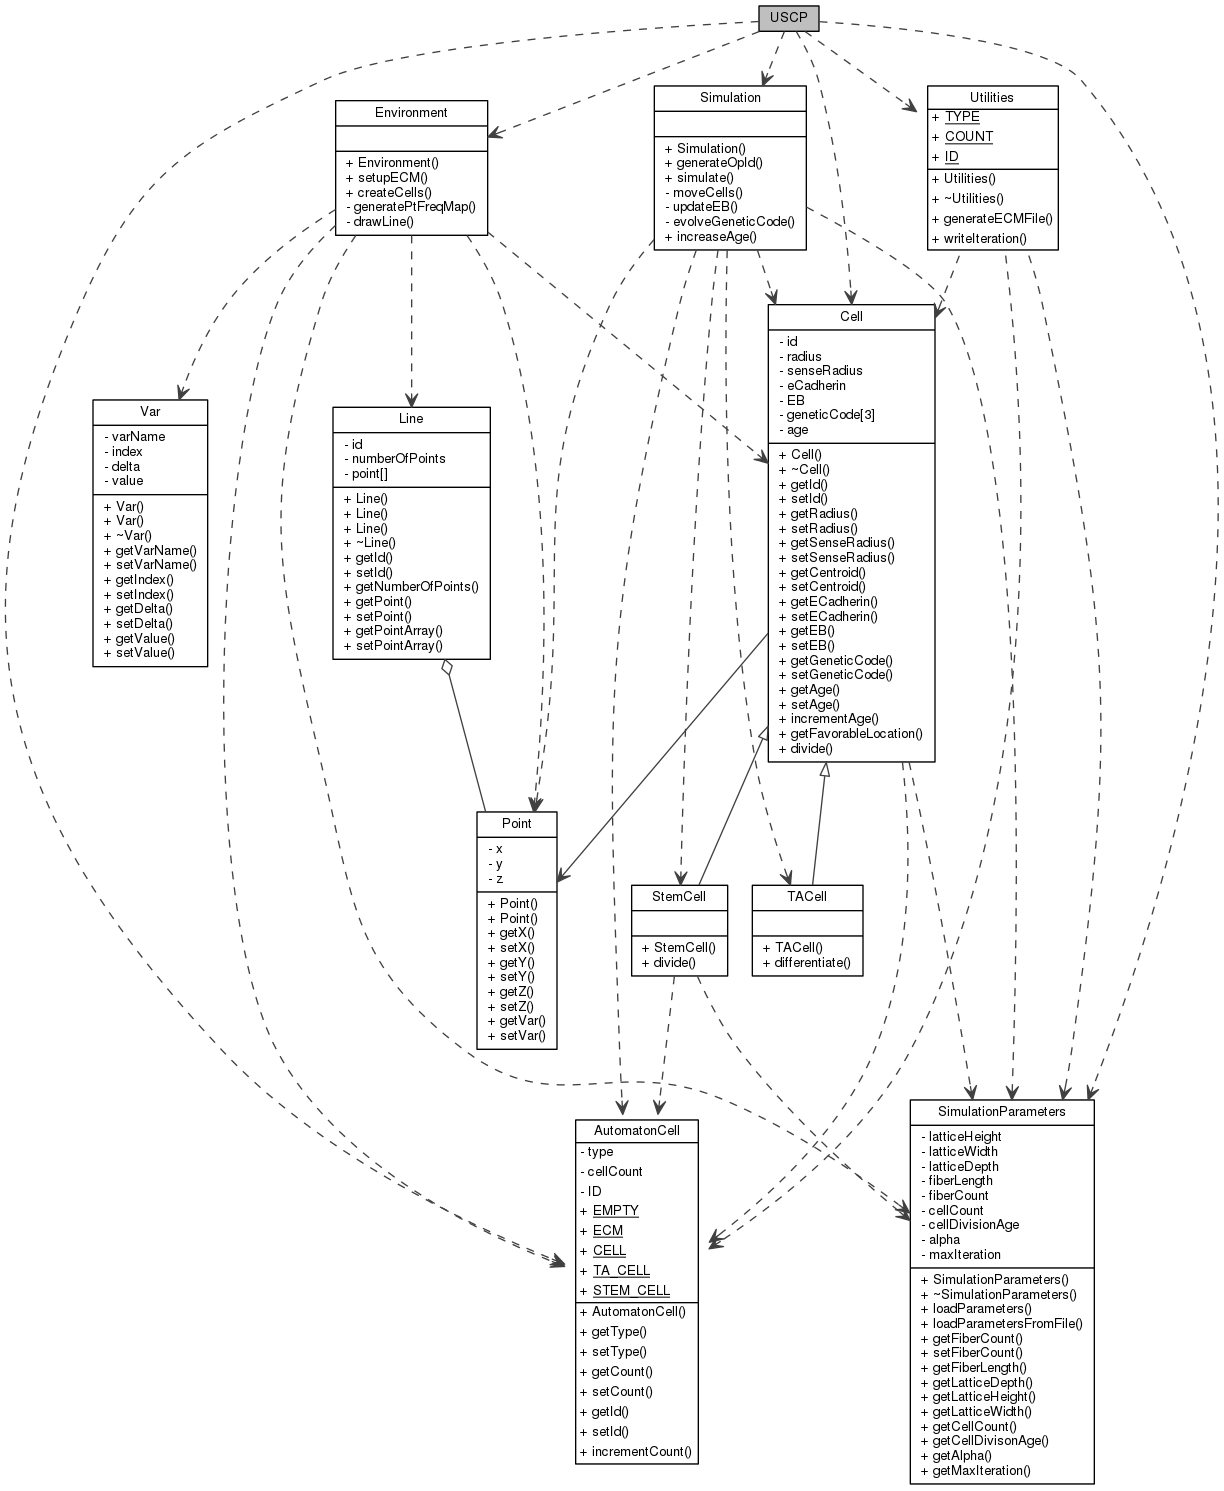 USCP
Environment
+ Environment()
+ setupECM()
+ createCells()
- generatePtFreqMap()
- drawLine()
Simulation
+ Simulation()
+ generateOpId()
+ simulate()
- moveCells()
- updateEB()
- evolveGeneticCode()
+ increaseAge()
Utilities
+ TYPE
+ COUNT
+ ID
+ Utilities()
+ ~Utilities()
+ generateECMFile()
+ writeIteration()
Cell
- id
- radius
- senseRadius
- eCadherin
- EB
- geneticCode[3]
- age
+ Cell()
+ ~Cell()
+ getId()
+ setId()
+ getRadius()
+ setRadius()
+ getSenseRadius()
+ setSenseRadius()
+ getCentroid()
+ setCentroid()
+ getECadherin()
+ setECadherin()
+ getEB()
+ setEB()
+ getGeneticCode()
+ setGeneticCode()
+ getAge()
+ setAge()
+ incrementAge()
+ getFavorableLocation()
+ divide()
Var
- varName
- index
- delta
- value
+ Var()
+ Var()
+ ~Var()
+ getVarName()
+ setVarName()
+ getIndex()
+ setIndex()
+ getDelta()
+ setDelta()
+ getValue()
+ setValue()
Line
- id
- numberOfPoints
- point[]
+ Line()
+ Line()
+ Line()
+ ~Line()
+ getId()
+ setId()
+ getNumberOfPoints()
+ getPoint()
+ setPoint()
+ getPointArray()
+ setPointArray()
Point
- x
- y
- z
+ Point()
+ Point()
+ getX()
+ setX()
+ getY()
+ setY()
+ getZ()
+ setZ()
+ getVar()
+ setVar()
StemCell
+ StemCell()
+ divide()
TACell
+ TACell()
+ differentiate()
AutomatonCell
- type
- cellCount
- ID
+ EMPTY
+ ECM
+ CELL
+ TA_CELL
+ STEM_CELL
+ AutomatonCell()
+ getType()
+ setType()
+ getCount()
+ setCount()
+ getId()
+ setId()
+ incrementCount()
SimulationParameters
- latticeHeight
- latticeWidth
- latticeDepth
- fiberLength
- fiberCount
- cellCount
- cellDivisionAge
- alpha
- maxIteration
+ SimulationParameters()
+ ~SimulationParameters()
+ loadParameters()
+ loadParametersFromFile()
+ getFiberCount()
+ setFiberCount()
+ getFiberLength()
+ getLatticeDepth()
+ getLatticeHeight()
+ getLatticeWidth()
+ getCellCount()
+ getCellDivisonAge()
+ getAlpha()
+ getMaxIteration()